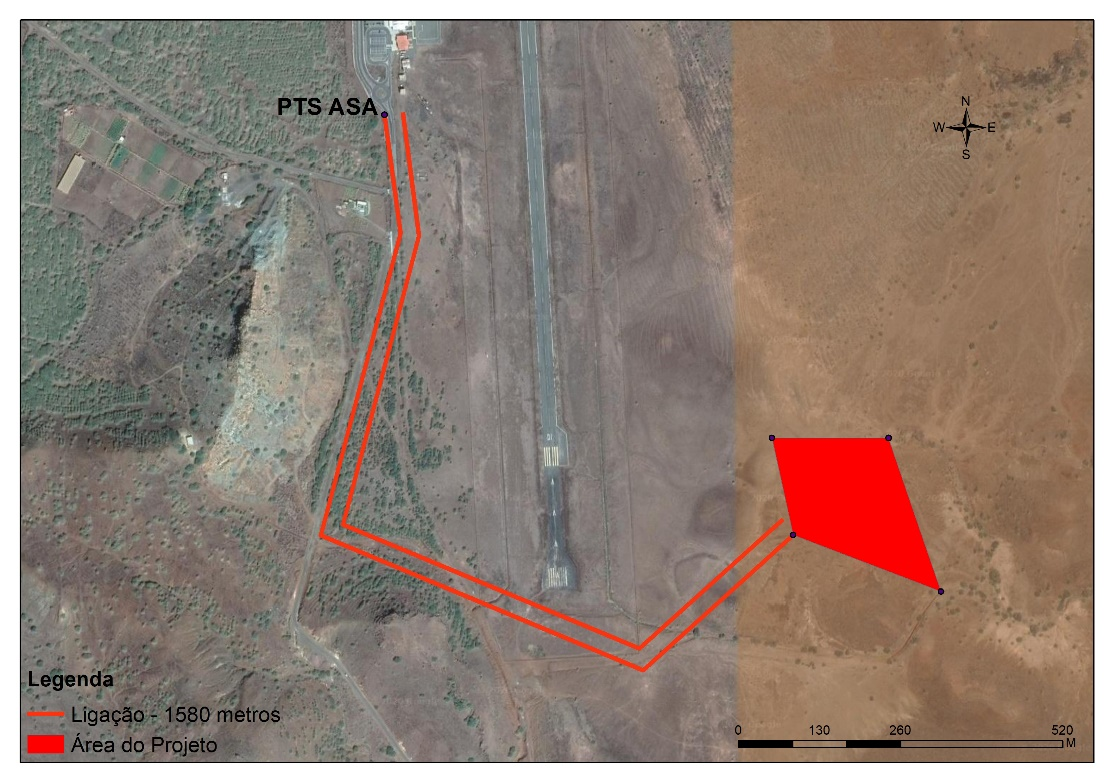 PTS ASA
N
W E
S
Legenda
Ligação - 1580 metros
Área do Projeto
0 130 260 520
M